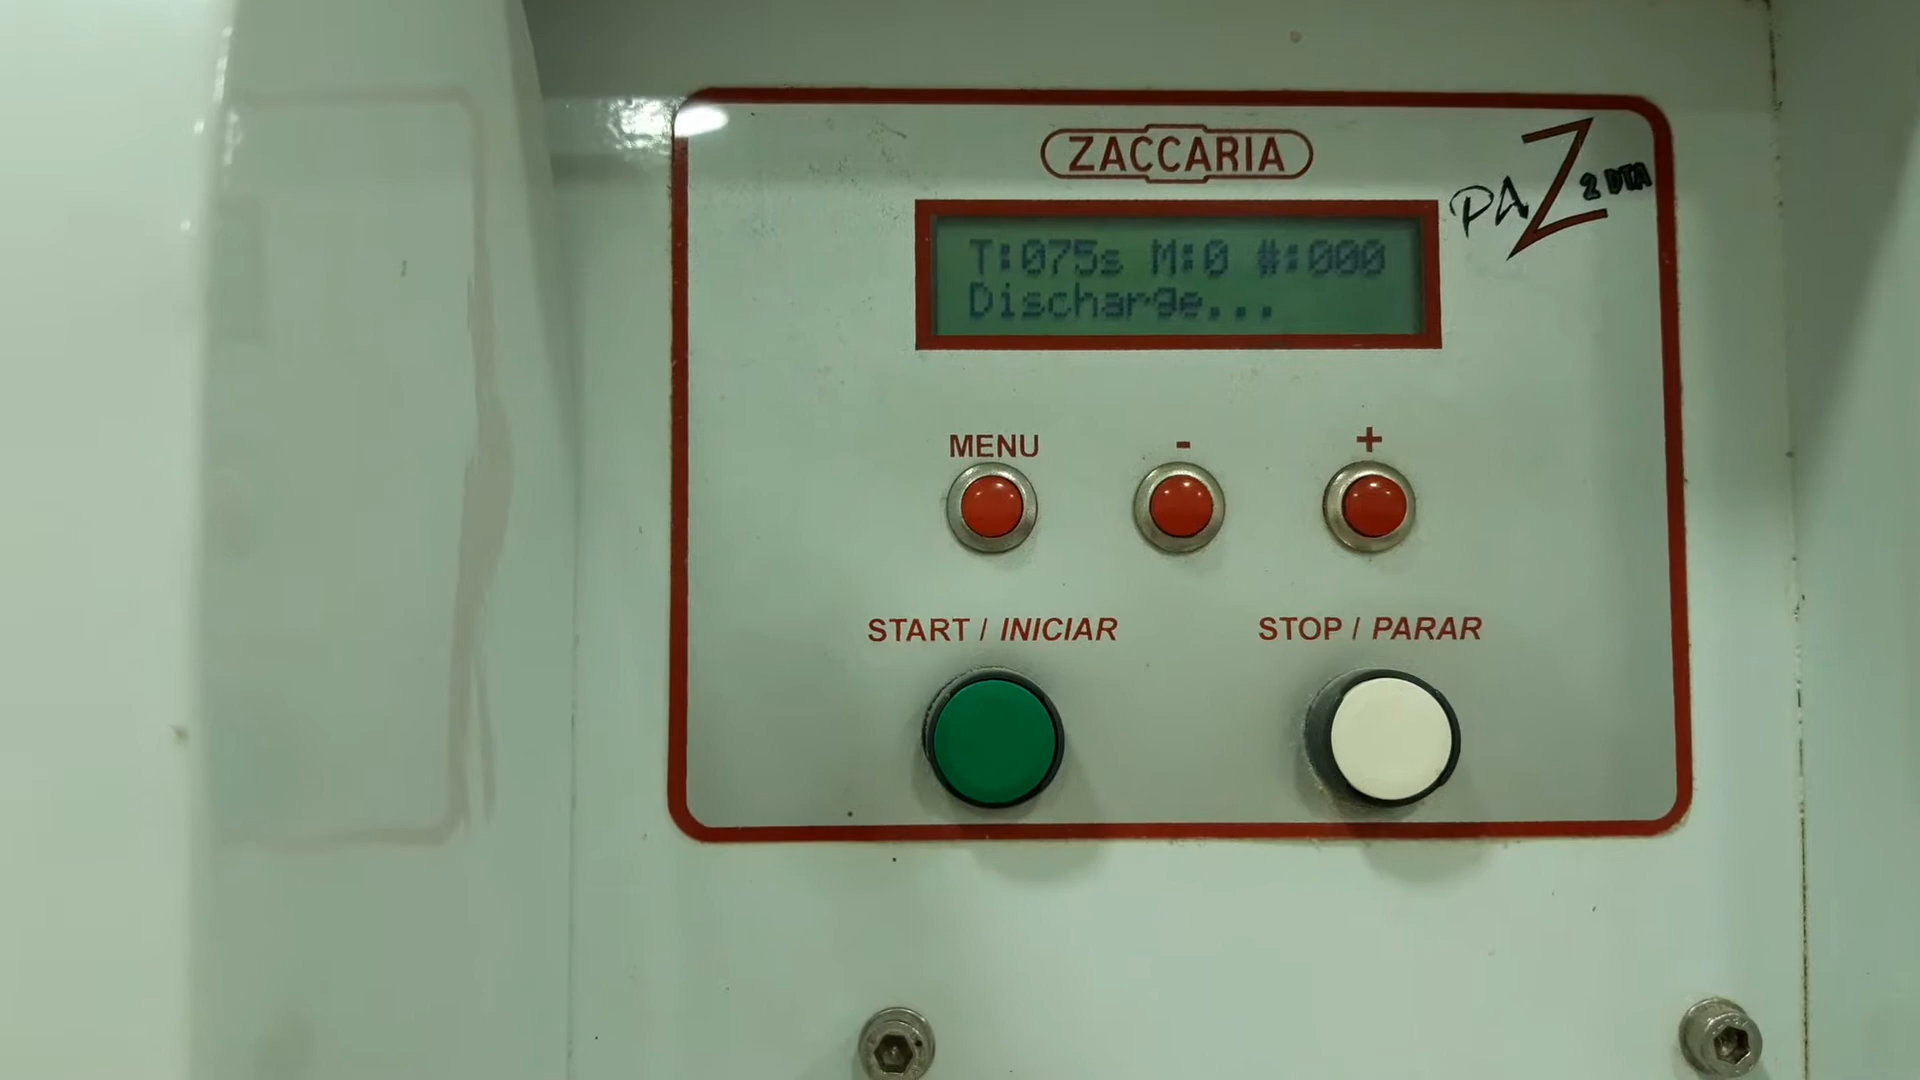 ZACCARIA
PAZ 2 DTA
T:075s M:0 #:000
Discharge...
MENU - +
START / INICIAR STOP / PARAR